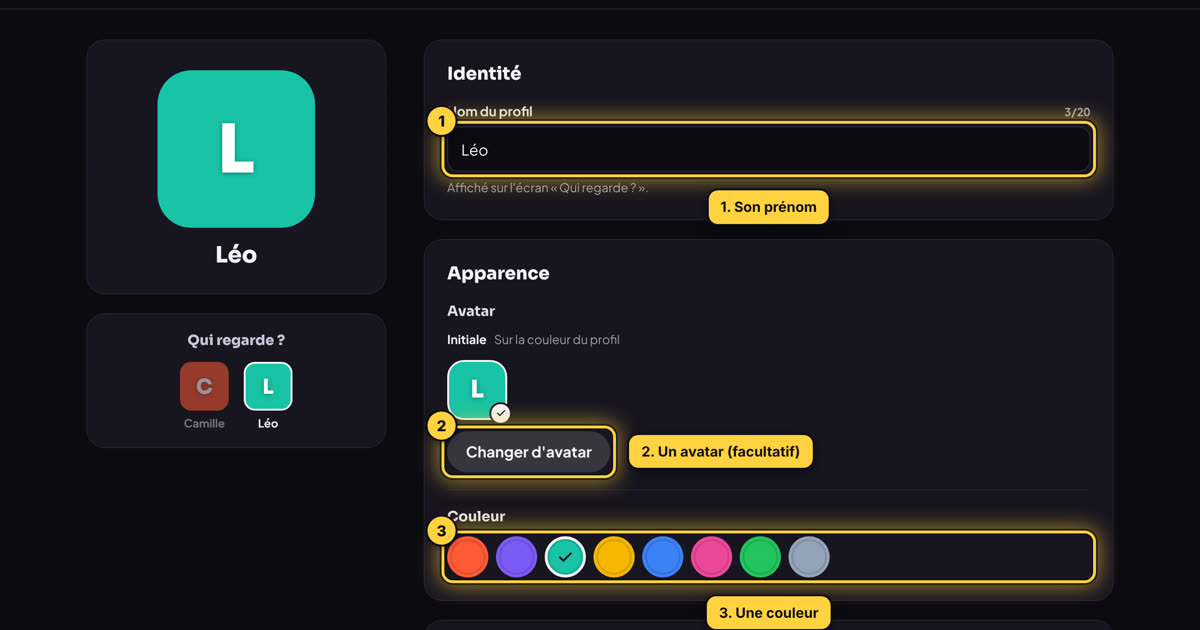 L
Léo
Qui regarde ?
C
L
Camille
Léo
Identité
Nom du profil
3/20
1
Léo
Affiché sur l'écran « Qui regarde ? ».
1. Son prénom
Apparence
Avatar
Initiale Sur la couleur du profil
L
2
Changer d'avatar
2. Un avatar (facultatif)
3
Couleur
3. Une couleur